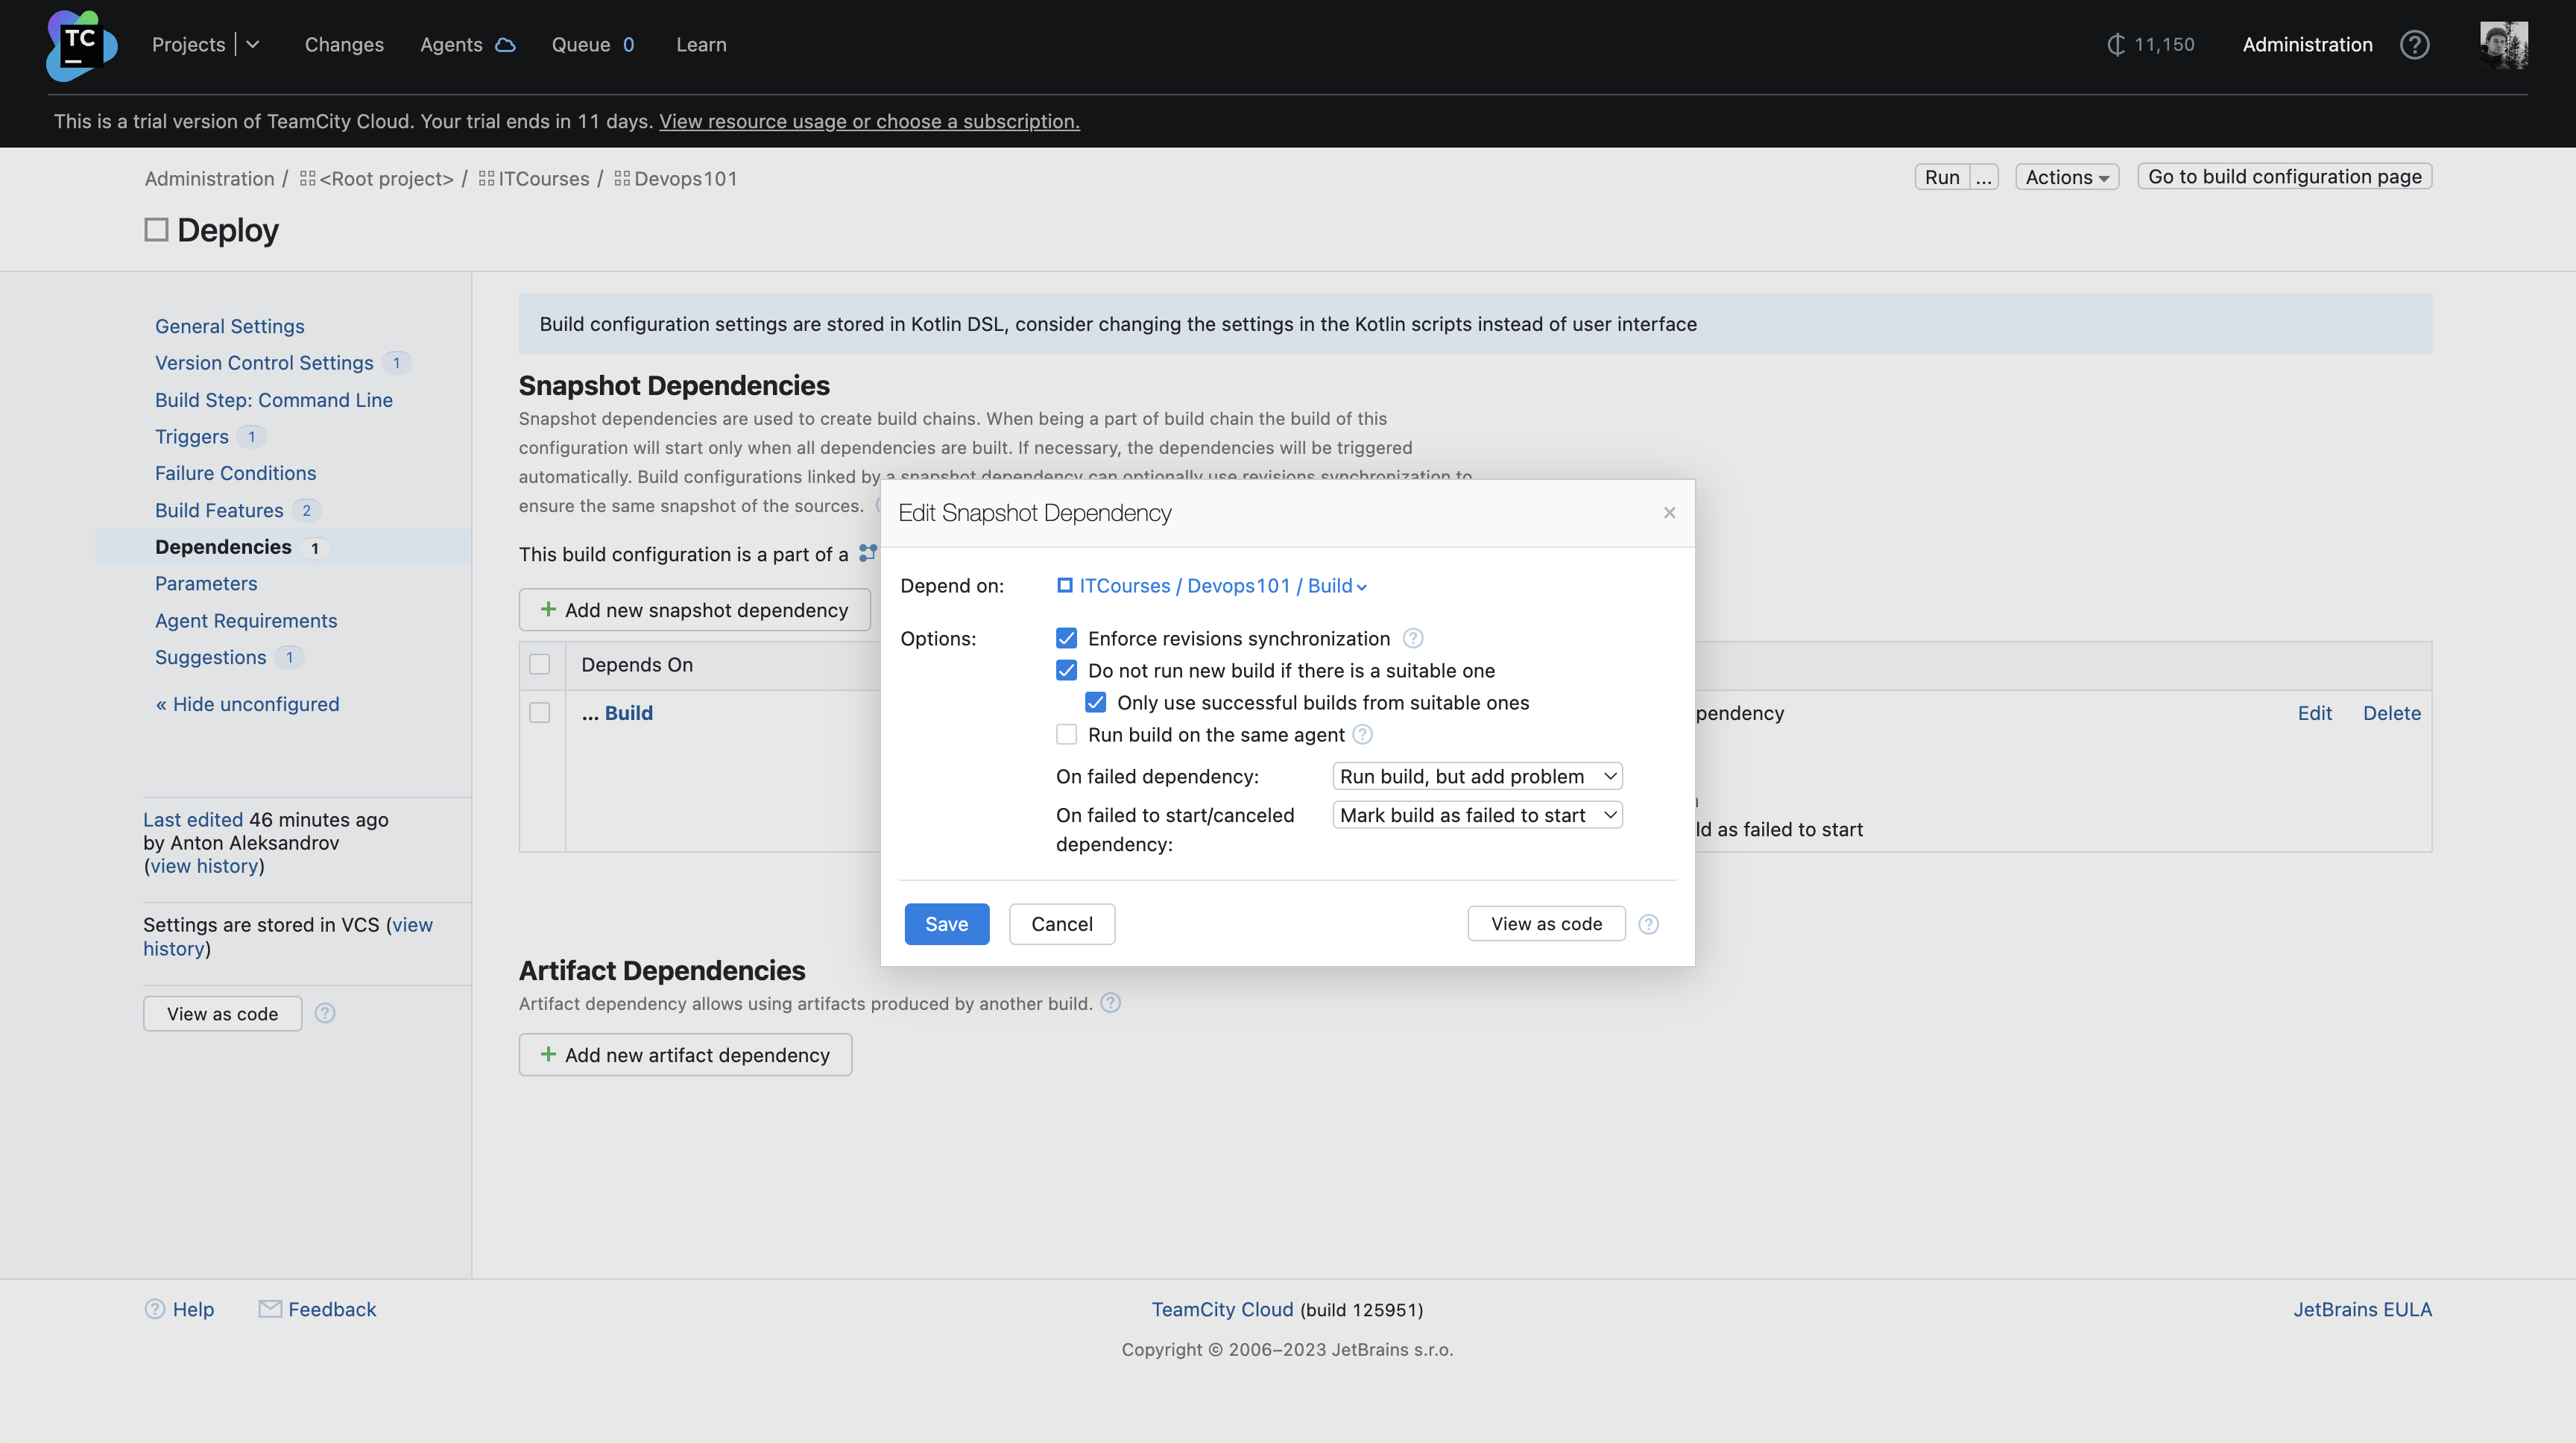 TC
Projects
Changes
Agents
Queue 0
Learn
11,150
Administration
This is a trial version of TeamCity Cloud. Your trial ends in 11 days. View resource usage or choose a subscription.
Administration / <Root project> / ITCourses / Devops101
Run ...
Actions
Go to build configuration page
Deploy
General Settings
Version Control Settings 1
Build Step: Command Line
Triggers 1
Failure Conditions
Build Features 2
Dependencies 1
Parameters
Agent Requirements
Suggestions 1
« Hide unconfigured
Last edited 46 minutes ago
by Anton Aleksandrov
(view history)
Settings are stored in VCS (view
history)
View as code
Build configuration settings are stored in Kotlin DSL, consider changing the settings in the Kotlin scripts instead of user interface
Snapshot Dependencies
Snapshot dependencies are used to create build chains. When being a part of build chain the build of this
configuration will start only when all dependencies are built. If necessary, the dependencies will be triggered
automatically. Build configurations linked by a snapshot dependency can optionally use revisions synchronization to
ensure the same snapshot of the sources.
This build configuration is a part of a
Add new snapshot dependency
Depends On
... Build
pendency
Edit
Delete
ld as failed to start
Edit Snapshot Dependency
Depend on:
ITCourses / Devops101 / Build
Options:
Enforce revisions synchronization
Do not run new build if there is a suitable one
Only use successful builds from suitable ones
Run build on the same agent
On failed dependency:
Run build, but add problem
On failed to start/canceled
dependency:
Mark build as failed to start
Save
Cancel
View as code
Artifact Dependencies
Artifact dependency allows using artifacts produced by another build.
Add new artifact dependency
Help
Feedback
TeamCity Cloud (build 125951)
JetBrains EULA
Copyright © 2006–2023 JetBrains s.r.o.